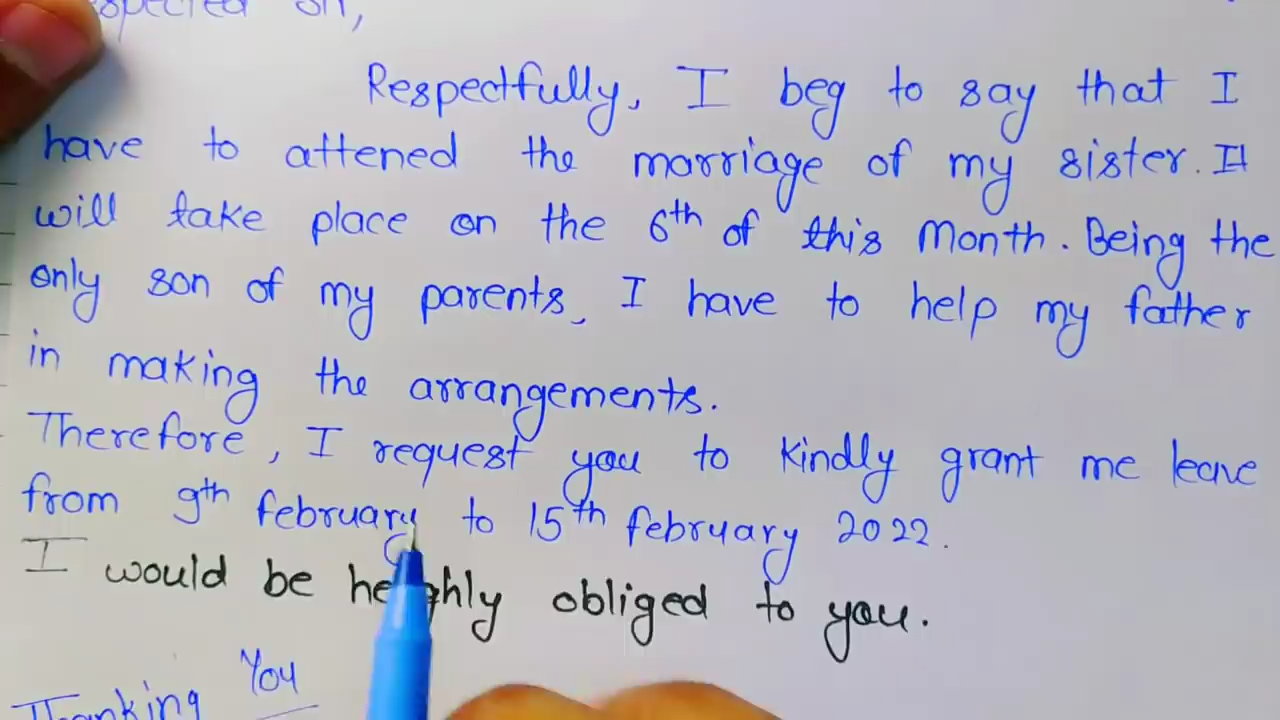 Respectfully, I beg to say that I
have to attened the marriage of my sister. It
will take place on the 6th of this Month. Being the
only son of my parents, I have to help my father
in making the arrangements.
Therefore, I request you to kindly grant me leave
from 9th february to 15th february 2022.
I would be obliged to you.
Thanking You